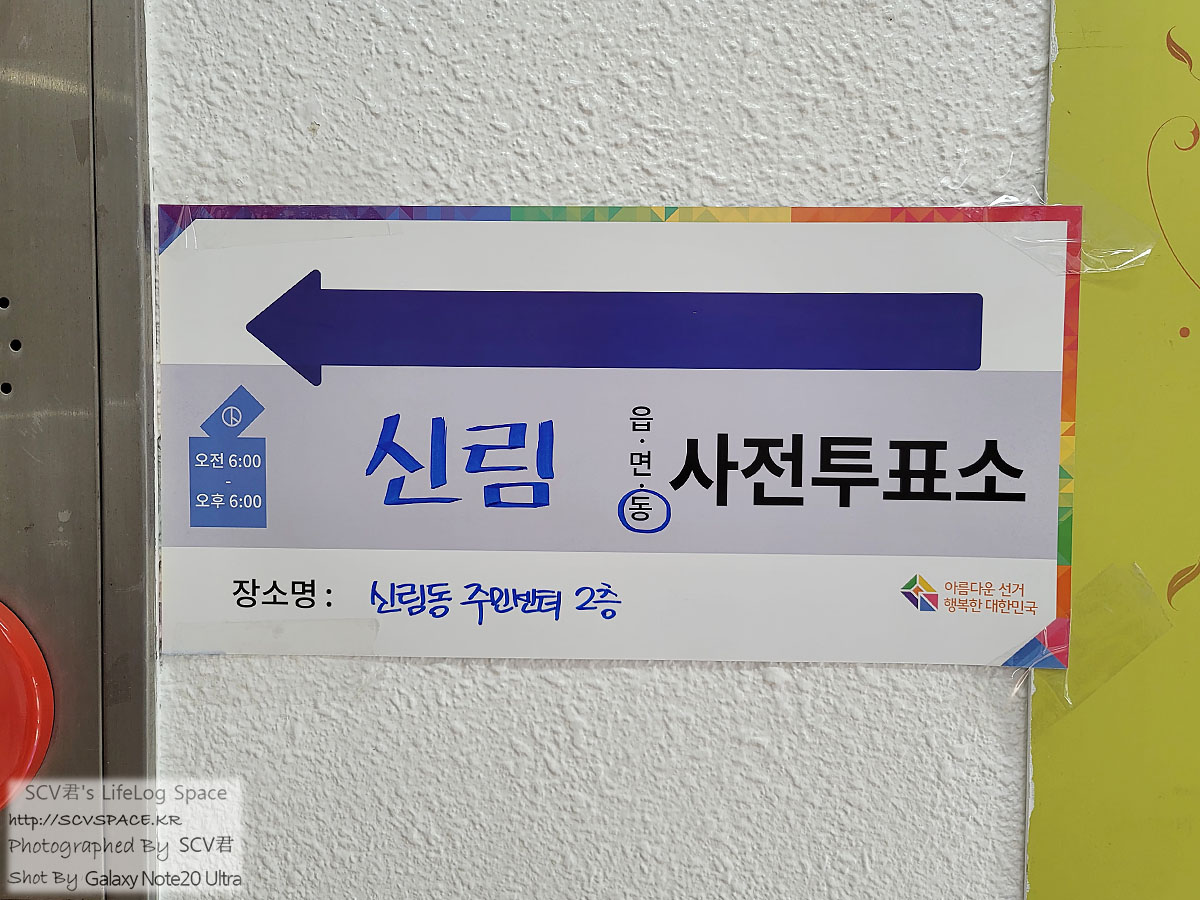 오전 6:00
-
오후 6:00
신림 읍·면·동 사전투표소
장소명 : 신림동 주민센터 2층
아름다운 선거
행복한 대한민국
SCV君's LifeLog Space
http://SCVSPACE.KR
Photographed By SCV君
Shot By Galaxy Note20 Ultra